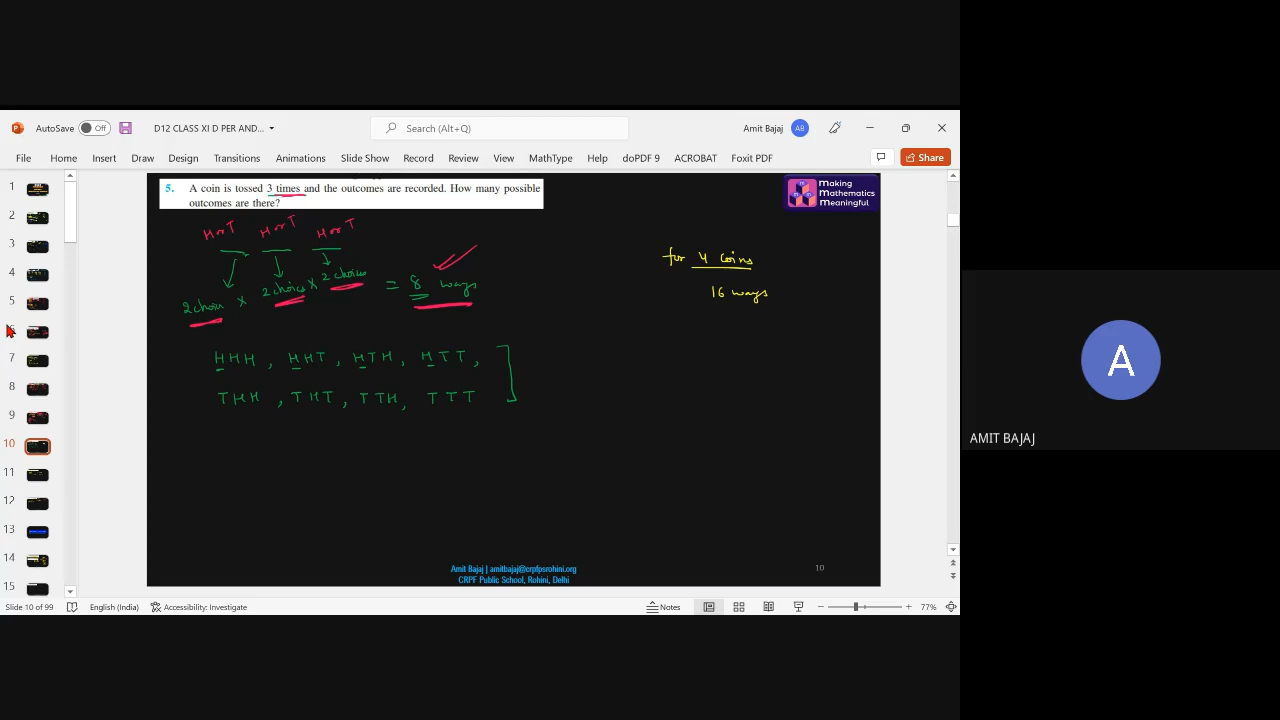 AutoSave Off D12 CLASS XI D PER AND... Search (Alt+Q) Amit Bajaj AB
File Home Insert Draw Design Transitions Animations Slide Show Record Review View MathType Help doPDF 9 ACROBAT Foxit PDF Share
1
2
3
4
5
6
7
8
9
10
11
12
13
14
15
5. A coin is tossed 3 times and the outcomes are recorded. How many possible
outcomes are there?
Making
Mathematics
Meaningful
H or T H or T H or T
2 choices × 2 choices × 2 choices = 8 ways
for 4 coins
16 ways
HHH , HHT , HTH , HTT ,
THH , THT , TTH , TTT
Amit Bajaj | amitbajaj@crpfpsrohini.org
CRPF Public School, Rohini, Delhi
10
Slide 10 of 99 English (India) Accessibility: Investigate Notes 77%
A
AMIT BAJAJ